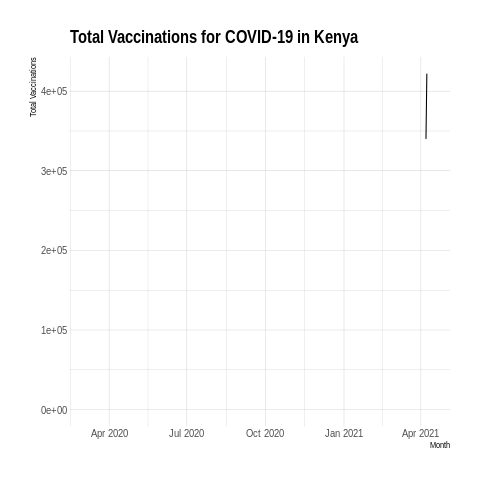 Total Vaccinations for COVID-19 in Kenya
Total Vaccinations
4e+05
3e+05
2e+05
1e+05
0e+00
Apr 2020 Jul 2020 Oct 2020 Jan 2021 Apr 2021
Month